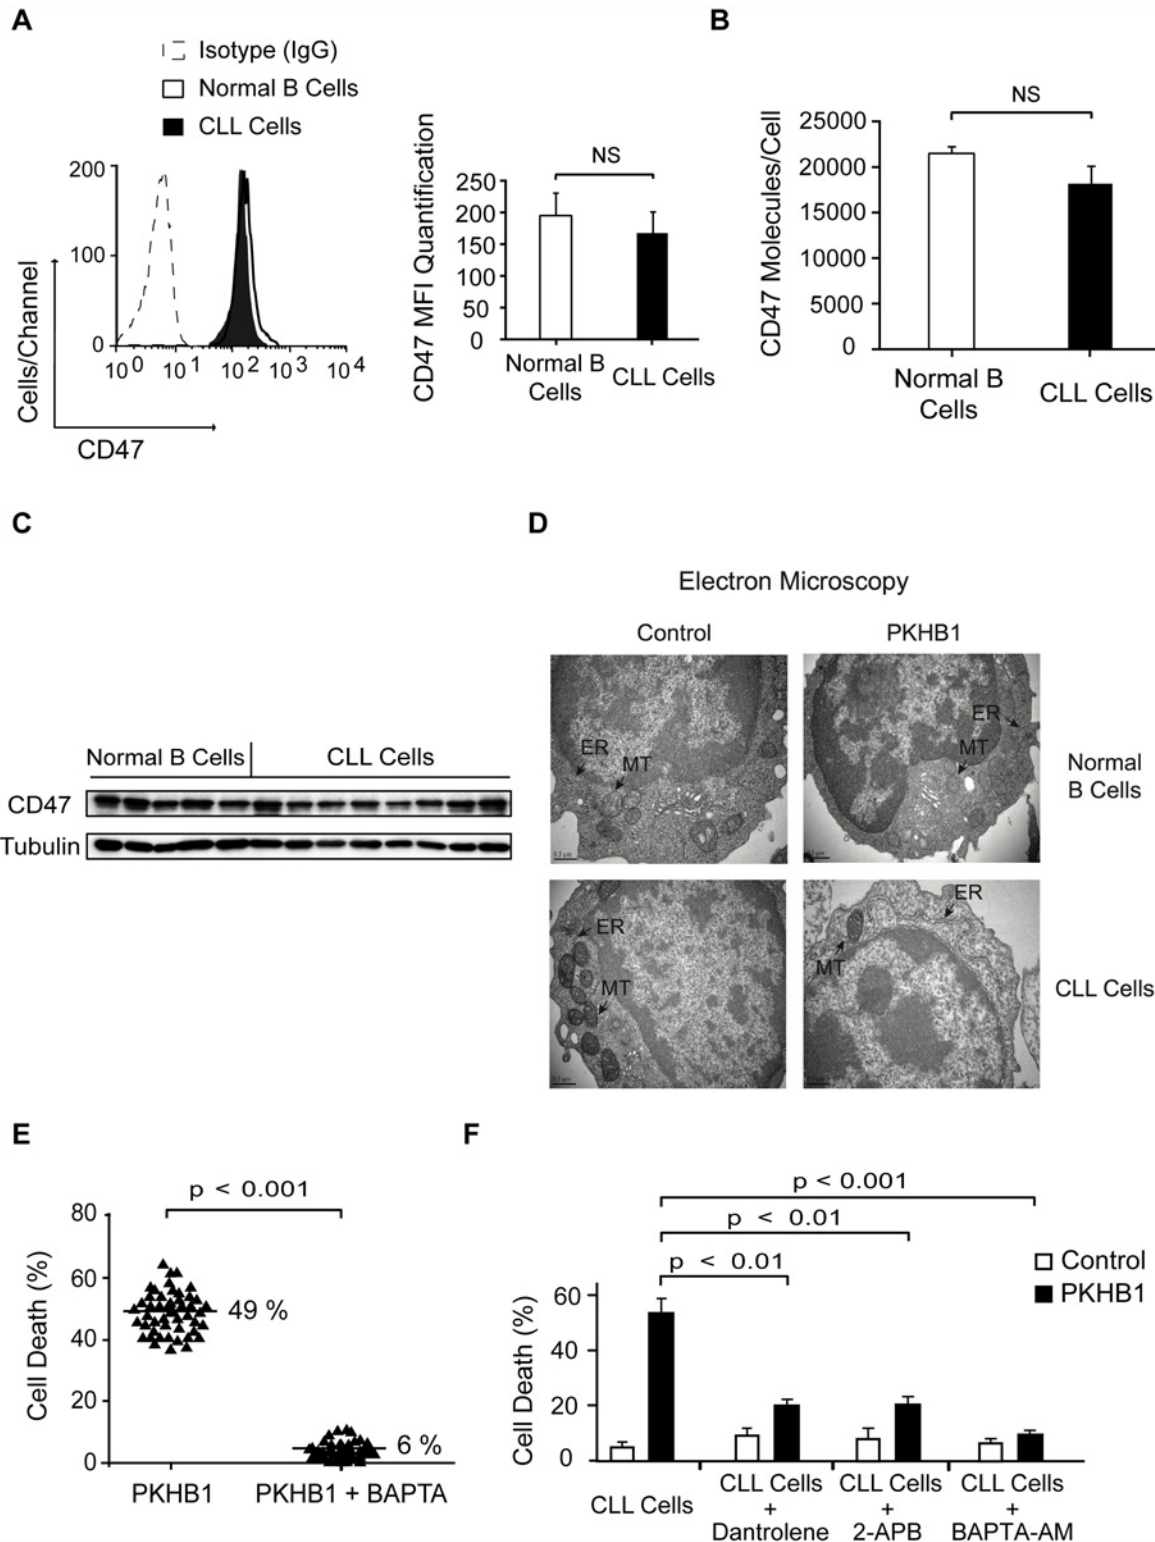 A
Isotype (IgG)
Normal B Cells
CLL Cells
200
100
0
10^0 10^1 10^2 10^3 10^4
Cells/Channel
CD47
CD47 MFI Quantification
NS
250
200
150
100
50
0
Normal B
Cells
CLL Cells
B
CD47 Molecules/Cell
NS
25000
20000
15000
10000
5000
0
Normal B
Cells
CLL Cells
C
Normal B Cells
CLL Cells
CD47
Tubulin
D
Electron Microscopy
Control
PKHB1
ER
MT
ER
MT
Normal
B Cells
ER
MT
ER
MT
CLL Cells
E
p < 0.001
Cell Death (%)
80
60
40
20
0
49 %
6 %
PKHB1
PKHB1 + BAPTA
F
p < 0.001
p < 0.01
p < 0.01
Control
PKHB1
Cell Death (%)
60
40
20
0
CLL Cells
CLL Cells
+
Dantrolene
CLL Cells
+
2-APB
CLL Cells
+
BAPTA-AM